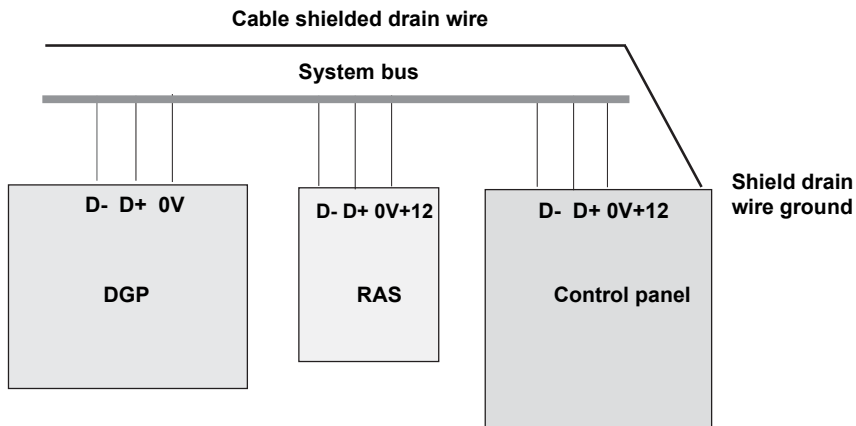 Cable shielded drain wire
System bus
Shield drain
wire ground
D- D+ 0V
D- D+ 0V+12
D- D+ 0V+12
DGP
RAS
Control panel